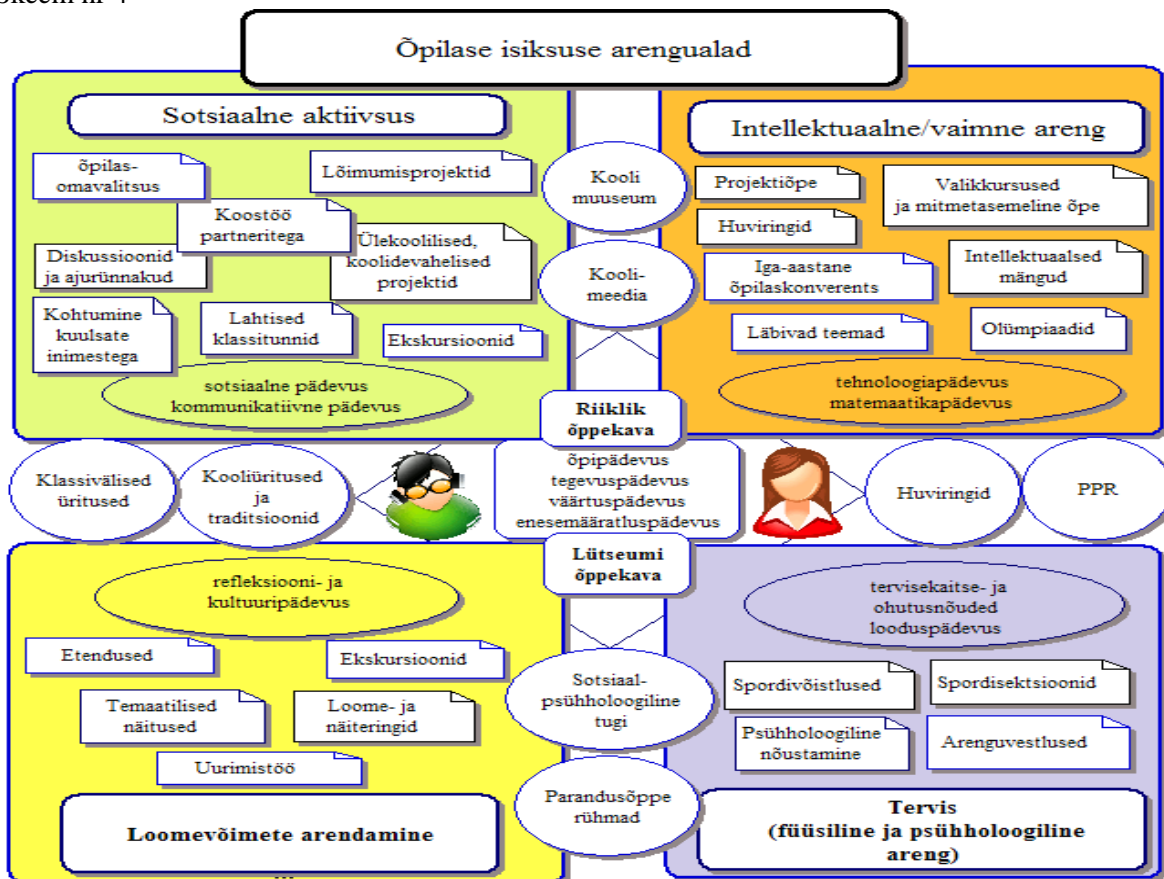 Skeem nr 4
Õpilase isiksuse arengualad
Sotsiaalne aktiivsus
õpilas-
omavalitsus
Lõimumisprojektid
Koostöö
partneritega
Diskussioonid
ja ajurünnakud
Ülekoolilised,
koolidevahelised
projektid
Kohtumine
kuulsate
inimestega
Lahtised
klassitunnid
Ekskursioonid
sotsiaalne pädevus
kommunikatiivne pädevus
Kooli
muuseum
Kooli-
meedia
Intellektuaalne/vaimne areng
Projektiõpe
Valikkursused
ja mitmetasemeline õpe
Huviringid
Iga-aastane
õpilaskonverents
Intellektuaalsed
mängud
Läbivad teemad
Olümpiaadid
tehnoloogiapädevus
matemaatikapädevus
Riiklik
õppekava
Klassivälised
üritused
Kooliüritused
ja
traditsioonid
õpipädevus
tegevuspädevus
väärtuspädevus
enesemääratluspädevus
Huviringid
PPR
Lütseumi
õppekava
refleksiooni- ja
kultuuripädevus
Etendused
Ekskursioonid
Temaatilised
näitused
Loome- ja
näiteringid
Uurimistöö
Loomevõimete arendamine
...
Sotsiaal-
psühholoogiline
tugi
Parandusõppe
rühmad
tervisekaitse- ja
ohutusnõuded
looduspädevus
Spordivõistlused
Spordisektsioonid
Psühholoogiline
nõustamine
Arenguvestlused
Tervis
(füüsiline ja psühholoogiline
areng)